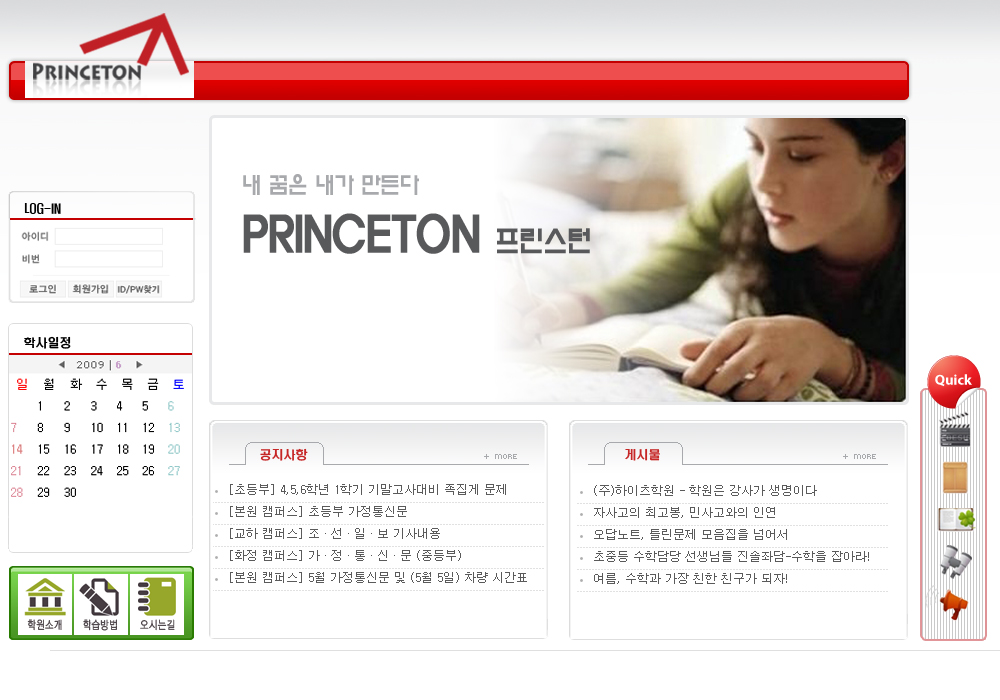 PRINCETON
내 꿈은 내가 만든다
PRINCETON 프린스턴
LOG-IN
아이디
비번
로그인 회원가입 ID/PW찾기
학사일정
◀ 2009 | 6 ▶
일 월 화 수 목 금 토
1 2 3 4 5 6
7 8 9 10 11 12 13
14 15 16 17 18 19 20
21 22 23 24 25 26 27
28 29 30
학원소개 학습방법 오시는길
공지사항 + MORE
[초등부] 4,5,6학년 1학기 기말고사대비 족집게 문제
[본원 캠퍼스] 초등부 가정통신문
[교하 캠퍼스] 조 · 선 · 일 · 보 기사내용
[화정 캠퍼스] 가 · 정 · 통 · 신 · 문 (중등부)
[본원 캠퍼스] 5월 가정통신문 및 (5월 5일) 차량 시간표
게시물 + MORE
(주)하이츠학원 - 학원은 강사가 생명이다
자사고의 최고봉, 민사고와의 인연
오답노트, 틀린문제 모음집을 넘어서
초중등 수학담당 선생님들 진솔좌담-수학을 잡아라!
여름, 수학과 가장 친한 친구가 되자!
Quick